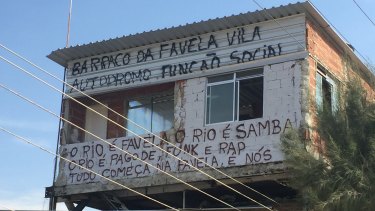 BARRACO DA FAVELA VILA
AUTODROMO FUNÇÃO SOCIAL
O RIO É FAVELA, O RIO É SAMBA
O RIO É PAGODE, FUNK E RAP
TUDO COMEÇA NA FAVELA, E NÓS